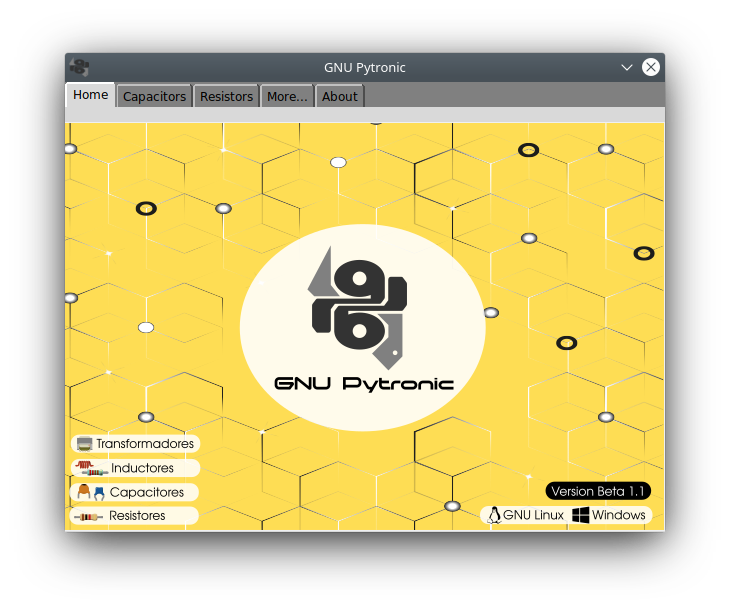 GNU Pytronic
Home Capacitors Resistors More... About
GNU Pytronic
Transformadores
Inductores
Capacitores
Resistores
Version Beta 1.1
GNU Linux Windows